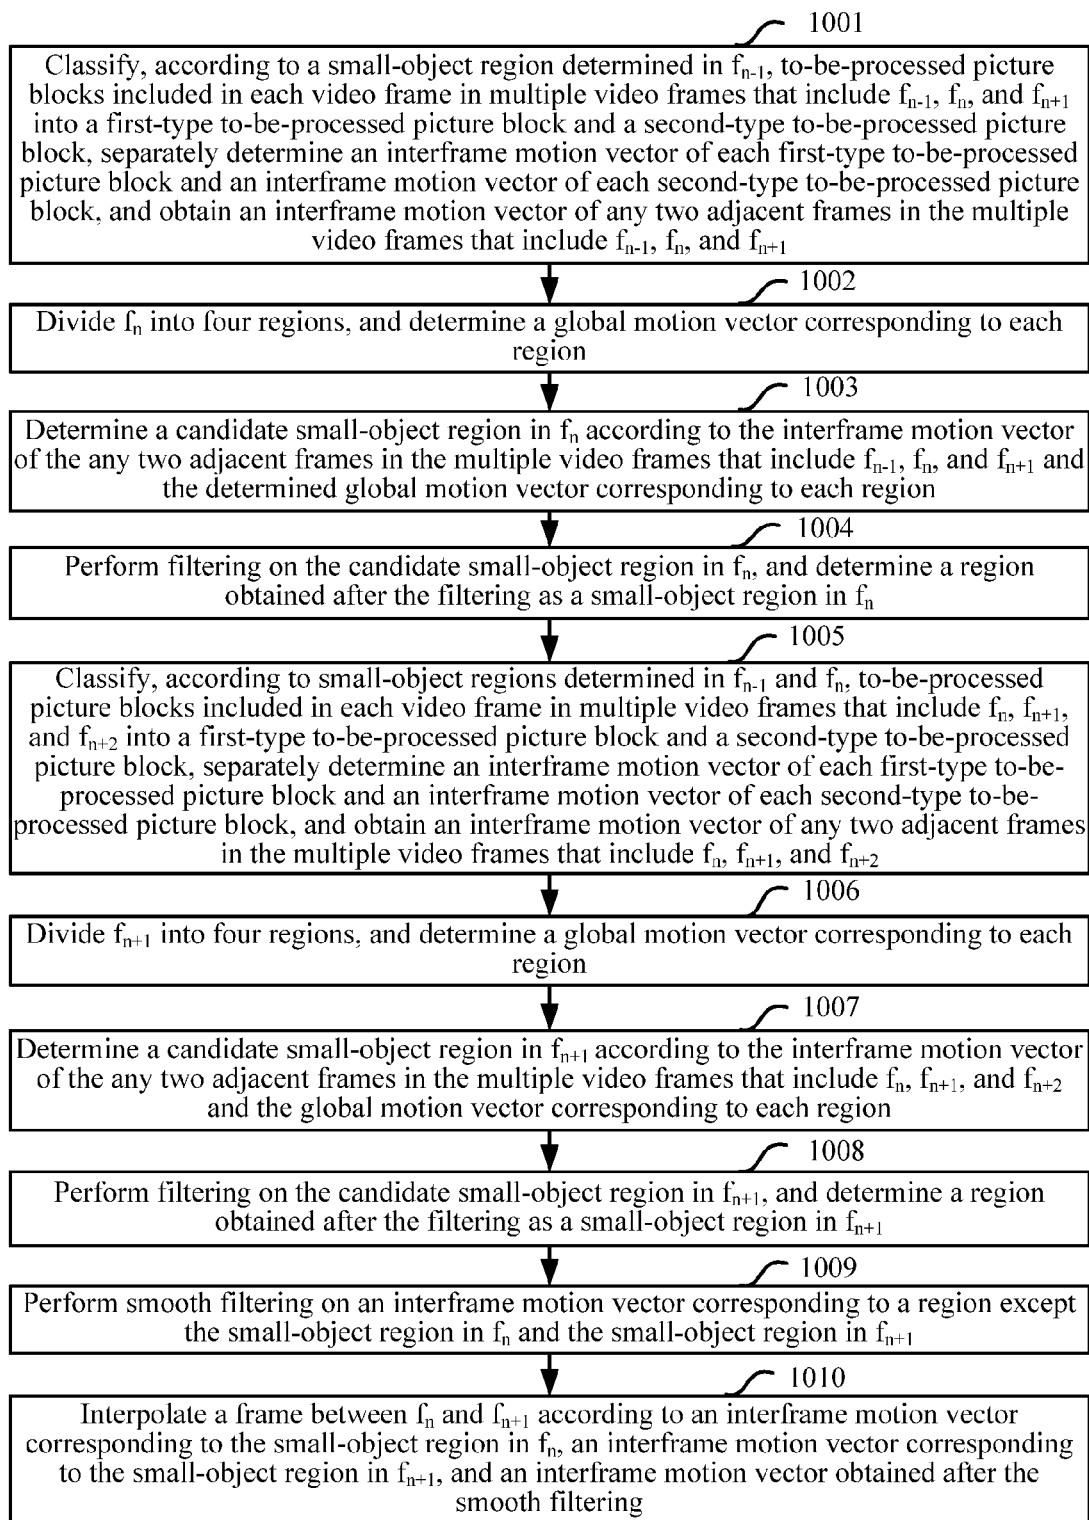 1001
Classify, according to a small-object region determined in fn-1, to-be-processed picture
blocks included in each video frame in multiple video frames that include fn-1, fn, and fn+1
into a first-type to-be-processed picture block and a second-type to-be-processed picture
block, separately determine an interframe motion vector of each first-type to-be-processed
picture block and an interframe motion vector of each second-type to-be-processed picture
block, and obtain an interframe motion vector of any two adjacent frames in the multiple
video frames that include fn-1, fn, and fn+1
1002
Divide fn into four regions, and determine a global motion vector corresponding to each
region
1003
Determine a candidate small-object region in fn according to the interframe motion vector
of the any two adjacent frames in the multiple video frames that include fn-1, fn, and fn+1 and
the determined global motion vector corresponding to each region
1004
Perform filtering on the candidate small-object region in fn, and determine a region
obtained after the filtering as a small-object region in fn
1005
Classify, according to small-object regions determined in fn-1 and fn, to-be-processed
picture blocks included in each video frame in multiple video frames that include fn, fn+1,
and fn+2 into a first-type to-be-processed picture block and a second-type to-be-processed
picture block, separately determine an interframe motion vector of each first-type to-be-
processed picture block and an interframe motion vector of each second-type to-be-
processed picture block, and obtain an interframe motion vector of any two adjacent frames
in the multiple video frames that include fn, fn+1, and fn+2
1006
Divide fn+1 into four regions, and determine a global motion vector corresponding to each
region
1007
Determine a candidate small-object region in fn+1 according to the interframe motion vector
of the any two adjacent frames in the multiple video frames that include fn, fn+1, and fn+2
and the global motion vector corresponding to each region
1008
Perform filtering on the candidate small-object region in fn+1, and determine a region
obtained after the filtering as a small-object region in fn+1
1009
Perform smooth filtering on an interframe motion vector corresponding to a region except
the small-object region in fn and the small-object region in fn+1
1010
Interpolate a frame between fn and fn+1 according to an interframe motion vector
corresponding to the small-object region in fn, an interframe motion vector corresponding
to the small-object region in fn+1, and an interframe motion vector obtained after the
smooth filtering